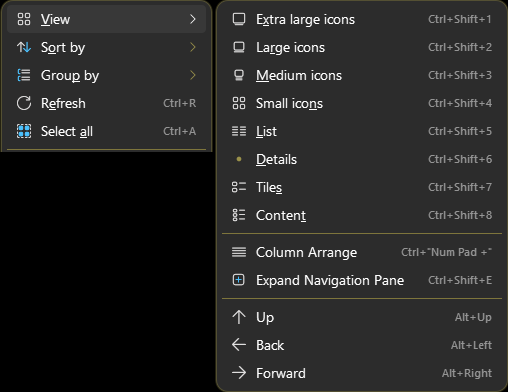 View
Sort by
Group by
Refresh Ctrl+R
Select all Ctrl+A
Extra large icons Ctrl+Shift+1
Large icons Ctrl+Shift+2
Medium icons Ctrl+Shift+3
Small icons Ctrl+Shift+4
List Ctrl+Shift+5
Details Ctrl+Shift+6
Tiles Ctrl+Shift+7
Content Ctrl+Shift+8
Column Arrange Ctrl+"Num Pad +"
Expand Navigation Pane Ctrl+Shift+E
Up Alt+Up
Back Alt+Left
Forward Alt+Right